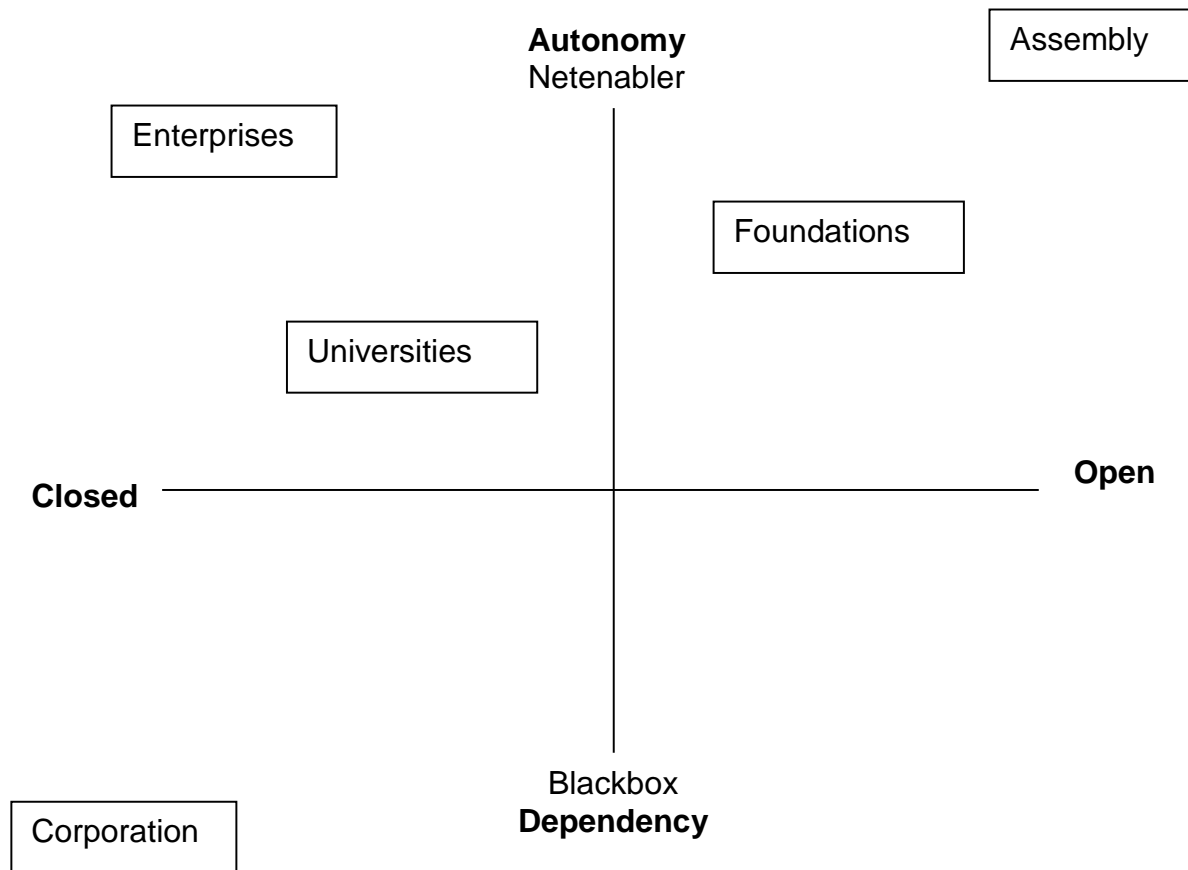 Autonomy
Netenabler
Assembly
Enterprises
Foundations
Universities
Closed
Open
Blackbox
Dependency
Corporation